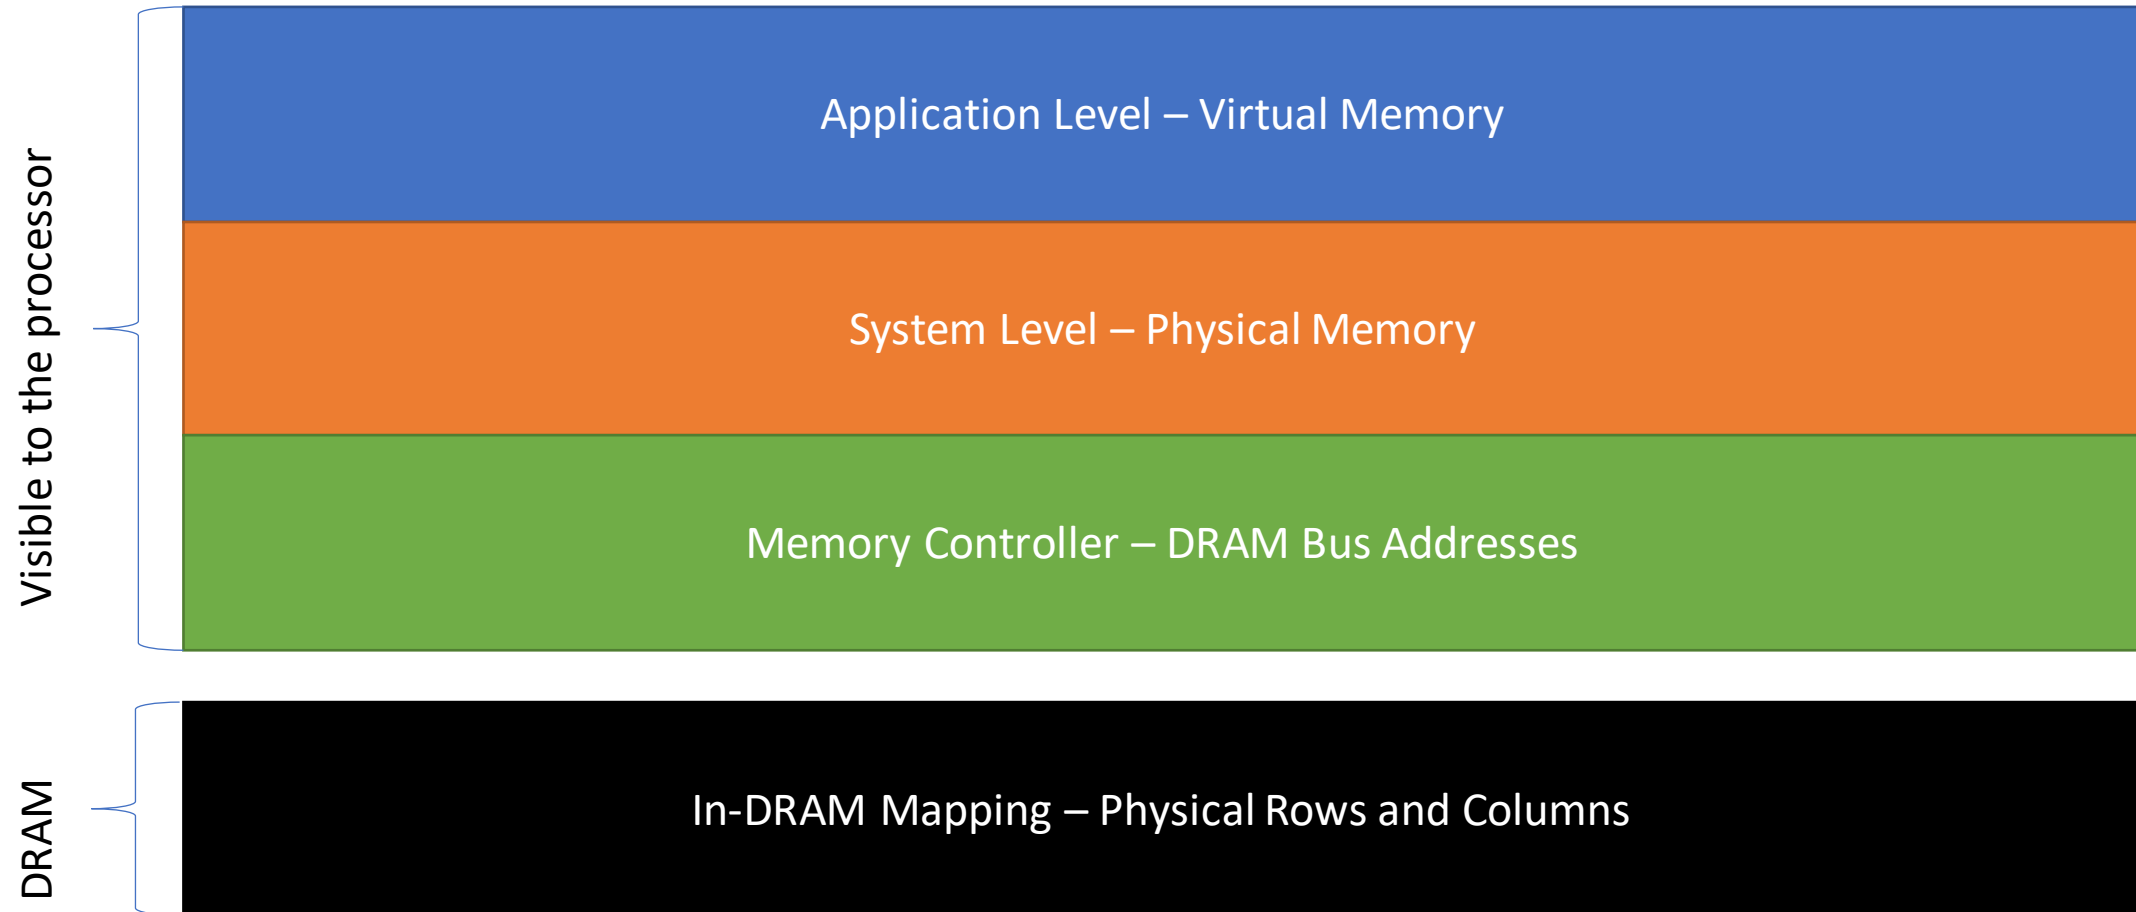 Visible to the processor
Application Level – Virtual Memory
System Level – Physical Memory
Memory Controller – DRAM Bus Addresses
DRAM
In-DRAM Mapping – Physical Rows and Columns